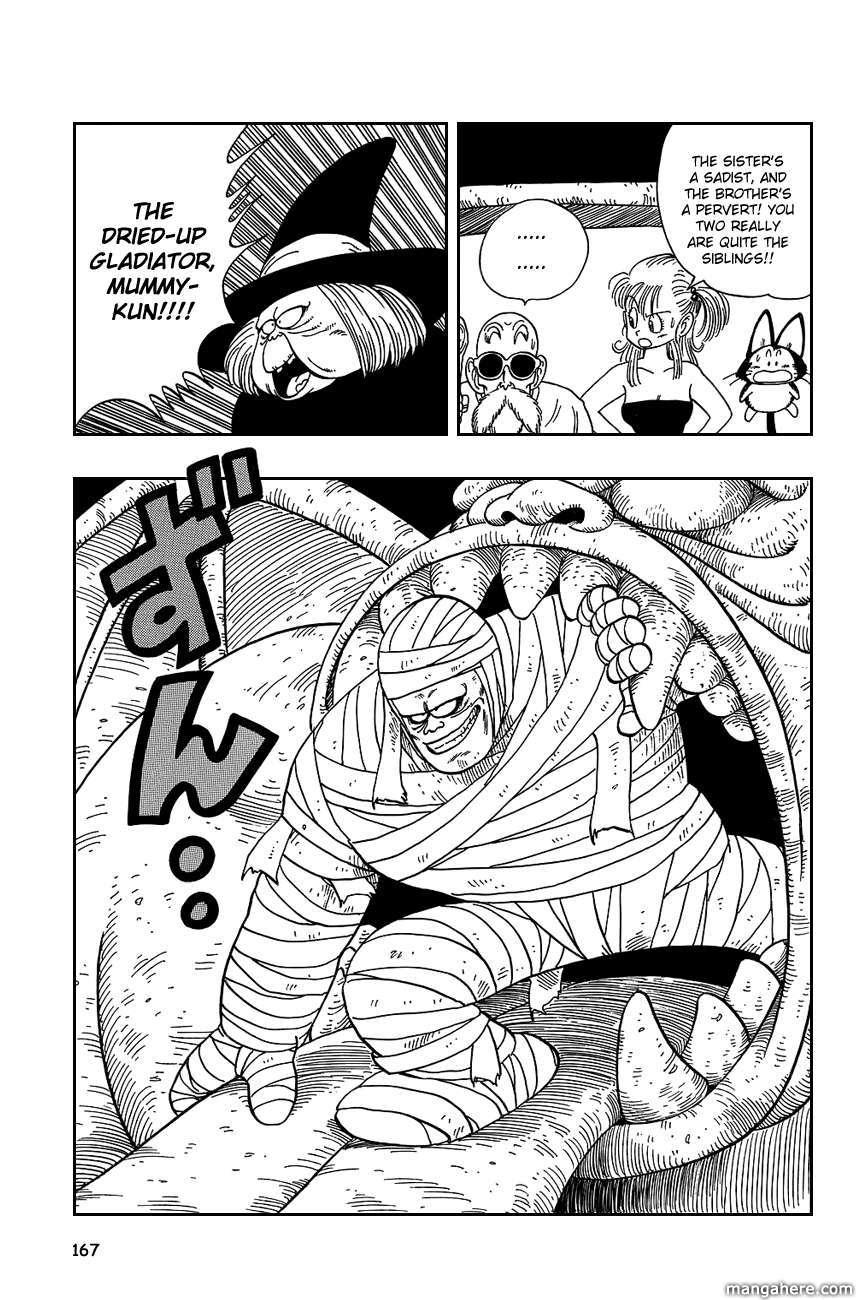 THE SISTER'S
A SADIST, AND
THE BROTHER'S
A PERVERT! YOU
TWO REALLY
ARE QUITE THE
SIBLINGS!!
.....
.....
THE
DRIED-UP
GLADIATOR,
MUMMY-
KUN!!!!
ずん..
167
mangahere.com